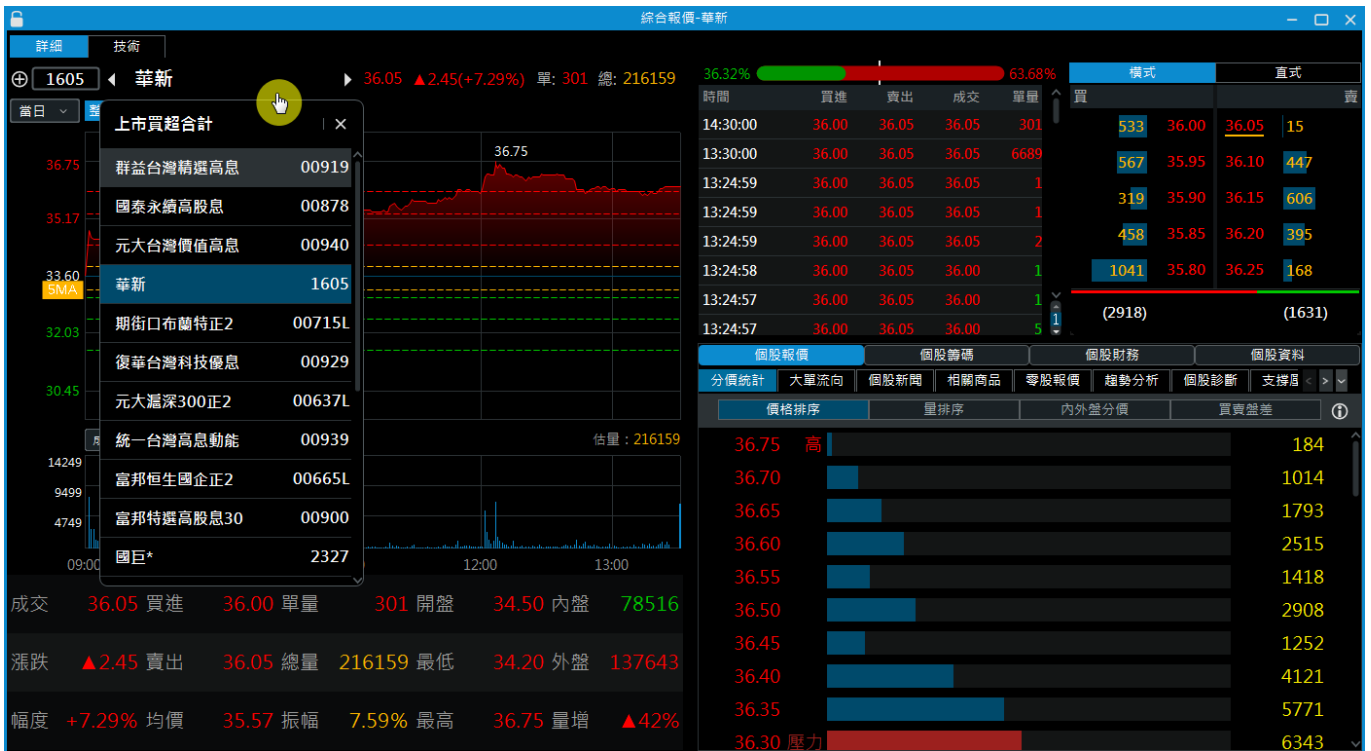 綜合報價-華新
詳細 技術
1605 華新 36.05 ▲2.45(+7.29%) 單: 301 總: 216159
當日 整
上市買超合計
群益台灣精選高息 00919
國泰永續高股息 00878
元大台灣價值高息 00940
華新 1605
期街口布蘭特正2 00715L
復華台灣科技優息 00929
元大滬深300正2 00637L
統一台灣高息動能 00939
富邦恒生國企正2 00665L
富邦特選高股息30 00900
國巨* 2327
36.75
36.75
35.17
33.60
5MA
32.03
30.45
估量：216159
14249
9499
4749
09:00 12:00 13:00
成交 36.05 買進 36.00 單量 301 開盤 34.50 內盤 78516
漲跌 ▲2.45 賣出 36.05 總量 216159 最低 34.20 外盤 137643
幅度 +7.29% 均價 35.57 振幅 7.59% 最高 36.75 量增 ▲42%
36.32% 63.68%
時間 買進 賣出 成交 單量
14:30:00 36.00 36.05 36.05 301
13:30:00 36.00 36.05 36.05 6689
13:24:59 36.00 36.05 36.05 1
13:24:59 36.00 36.05 36.05 1
13:24:59 36.00 36.05 36.05 2
13:24:58 36.00 36.05 36.00 1
13:24:57 36.00 36.05 36.00 1
13:24:57 36.00 36.05 36.00 5
1
橫式 直式
買 賣
533 36.00 36.05 15
567 35.95 36.10 447
319 35.90 36.15 606
458 35.85 36.20 395
1041 35.80 36.25 168
(2918) (1631)
個股報價 個股籌碼 個股財務 個股資料
分價統計 大單流向 個股新聞 相關商品 零股報價 趨勢分析 個股診斷 支撐
價格排序 量排序 內外盤分價 買賣盤差
36.75 高 184
36.70 1014
36.65 1793
36.60 2515
36.55 1418
36.50 2908
36.45 1252
36.40 4121
36.35 5771
36.30 壓力 6343